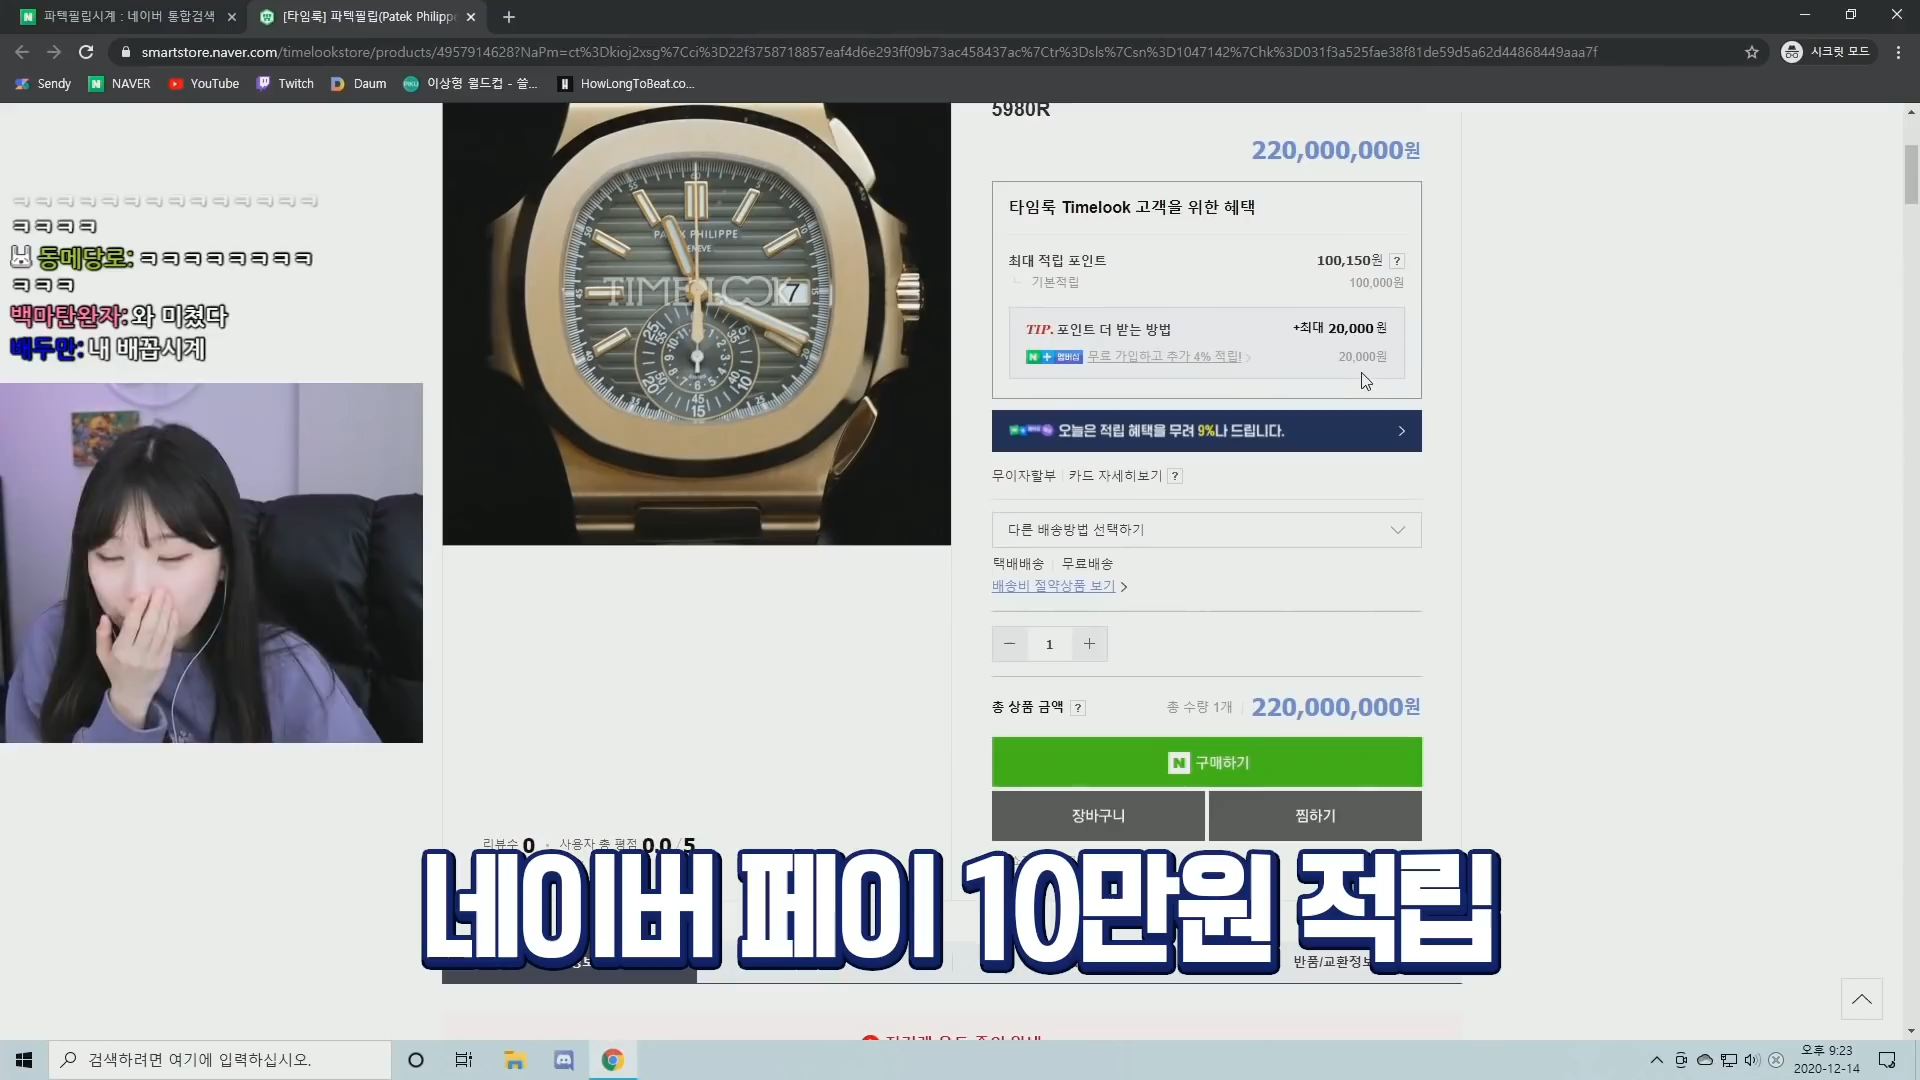 파텍필립시계 : 네이버 통합검색
[타임룩] 파텍필립(Patek Philippe
smartstore.naver.com/timelookstore/products/4957914628?NaPm=ct%3Dkioj2xsg%7Cci%3D22f3758718857eaf4d6e293ff09b73ac458437ac%7Ctr%3Dsls%7Csn%3D1047142%7Chk%3D031f3a525fae38f81de59d5a62d44868449aaa7f
시크릿 모드
Sendy
NAVER
YouTube
Twitch
Daum
이상형 월드컵 - 쓸...
HowLongToBeat.co...
ㅋㅋㅋㅋㅋㅋㅋㅋㅋㅋㅋㅋㅋㅋ
ㅋㅋㅋㅋ
동메당로: ㅋㅋㅋㅋㅋㅋㅋㅋ
ㅋㅋㅋ
백마탄완자: 와 미쳤다
배두만: 내 배꼽시계
PATEK PHILIPPE
GENEVE
TIMELOOK
7
5980R
220,000,000원
타임룩 Timelook 고객을 위한 혜택
최대 적립 포인트 100,150원 ?
기본적립 100,000원
TIP. 포인트 더 받는 방법 +최대 20,000 원
N + 멤버십 무료 가입하고 추가 4% 적립! 20,000원
오늘은 적립 혜택을 무려 9%나 드립니다.
무이자할부 카드 자세히보기 ?
다른 배송방법 선택하기
택배배송 무료배송
배송비 절약상품 보기
1
총 상품 금액 ? 총 수량 1개 220,000,000원
N 구매하기
장바구니
찜하기
리뷰수 0 · 사용자 총 평점 0.0 / 5
네이버 페이 10만원 적립
반품/교환정보
검색하려면 여기에 입력하십시오.
오후 9:23
2020-12-14